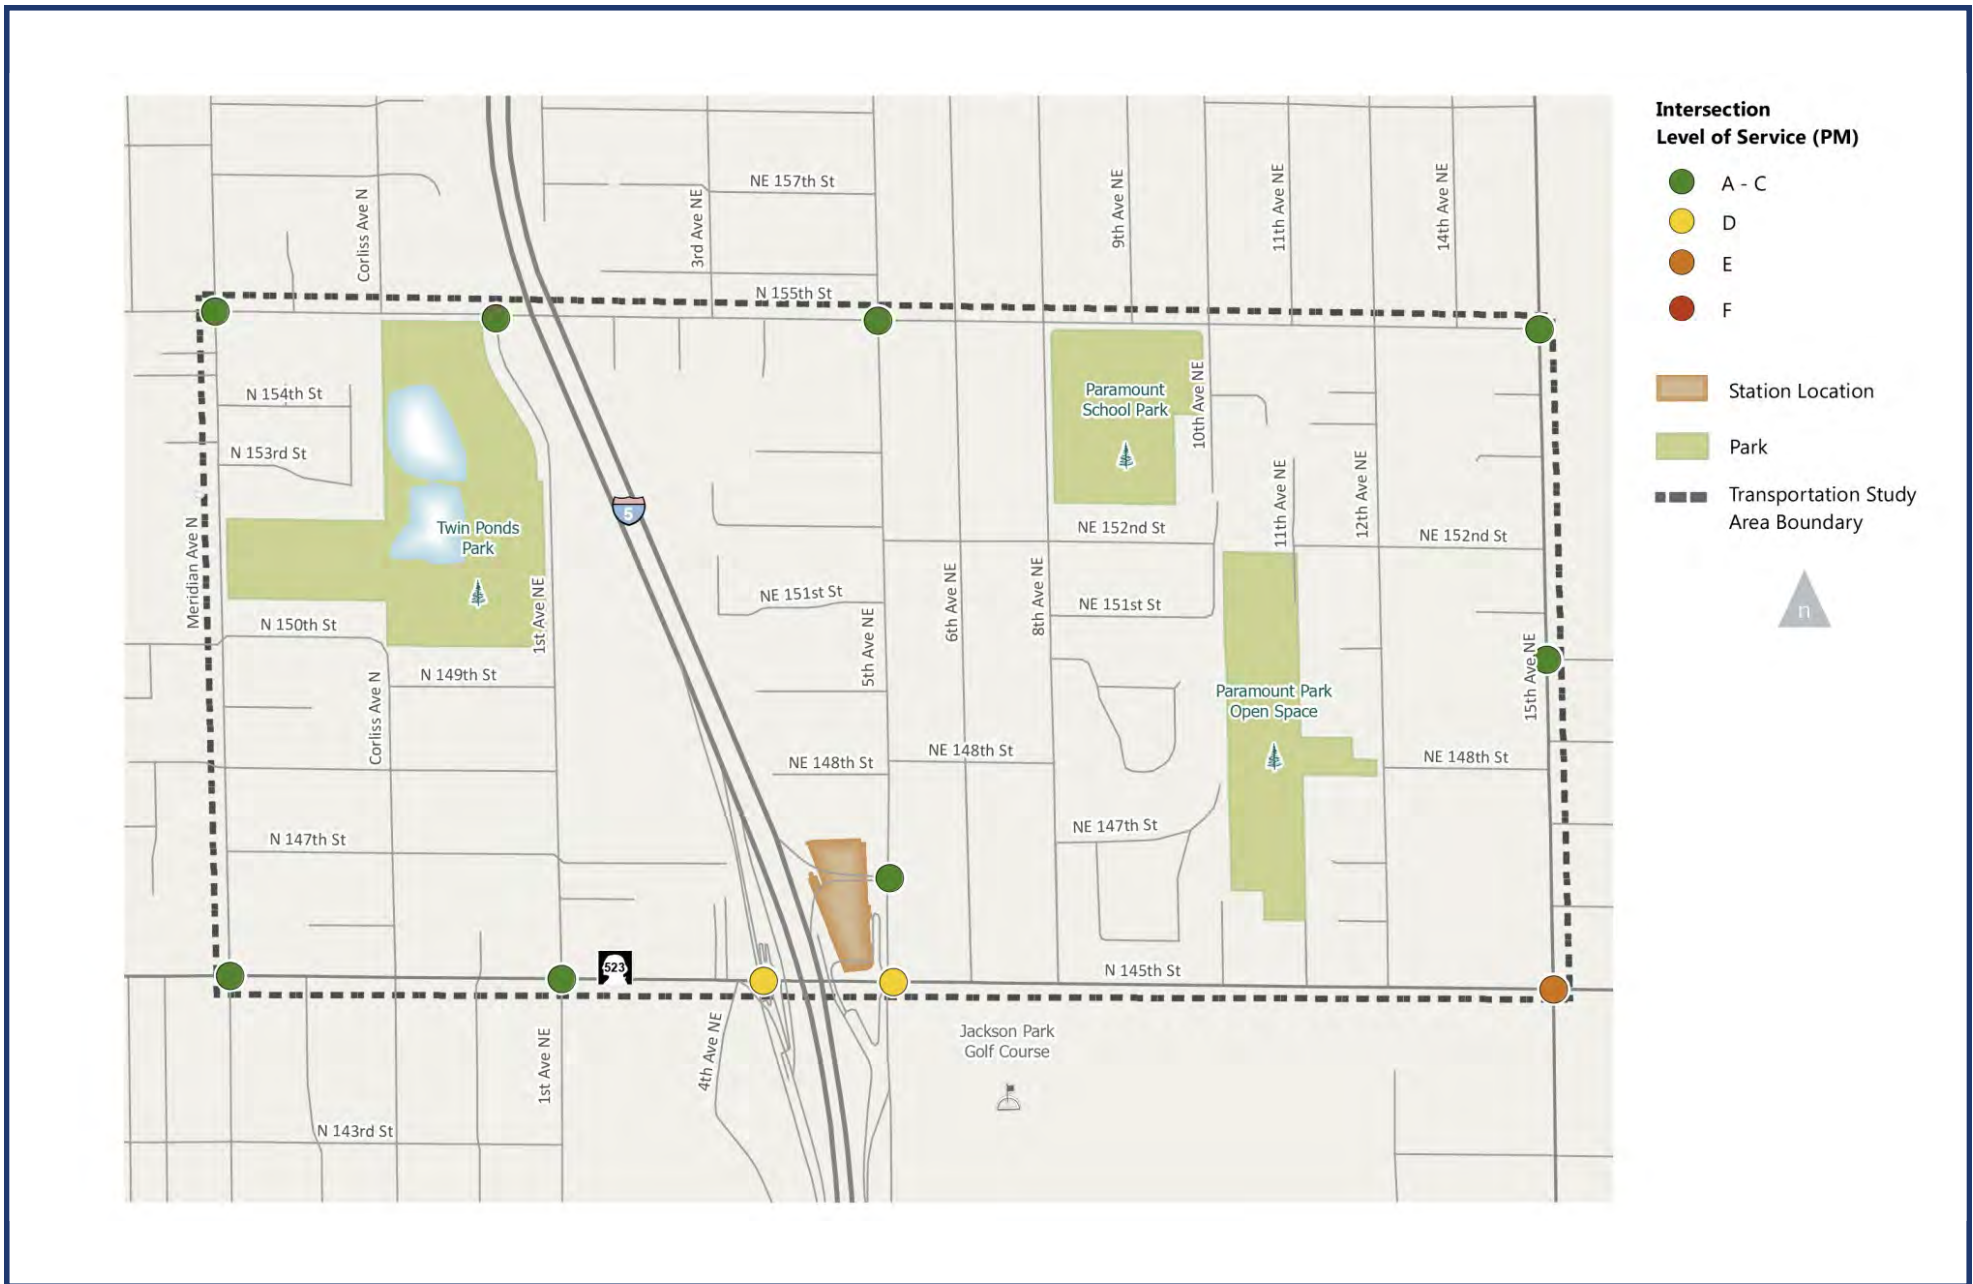 Intersection
Level of Service (PM)
A - C
D
E
F
Station Location
Park
Transportation Study
Area Boundary
n
NE 157th St
Corliss Ave N
3rd Ave NE
9th Ave NE
11th Ave NE
14th Ave NE
N 155th St
N 154th St
N 153rd St
Paramount
School Park
10th Ave NE
5
Twin Ponds
Park
Meridian Ave N
NE 152nd St
11th Ave NE
12th Ave NE
NE 152nd St
1st Ave NE
NE 151st St
5th Ave NE
6th Ave NE
8th Ave NE
NE 151st St
N 150th St
N 149th St
Corliss Ave N
15th Ave NE
Paramount Park
Open Space
NE 148th St
NE 148th St
NE 148th St
N 147th St
NE 147th St
523
N 145th St
1st Ave NE
4th Ave NE
Jackson Park
Golf Course
N 143rd St